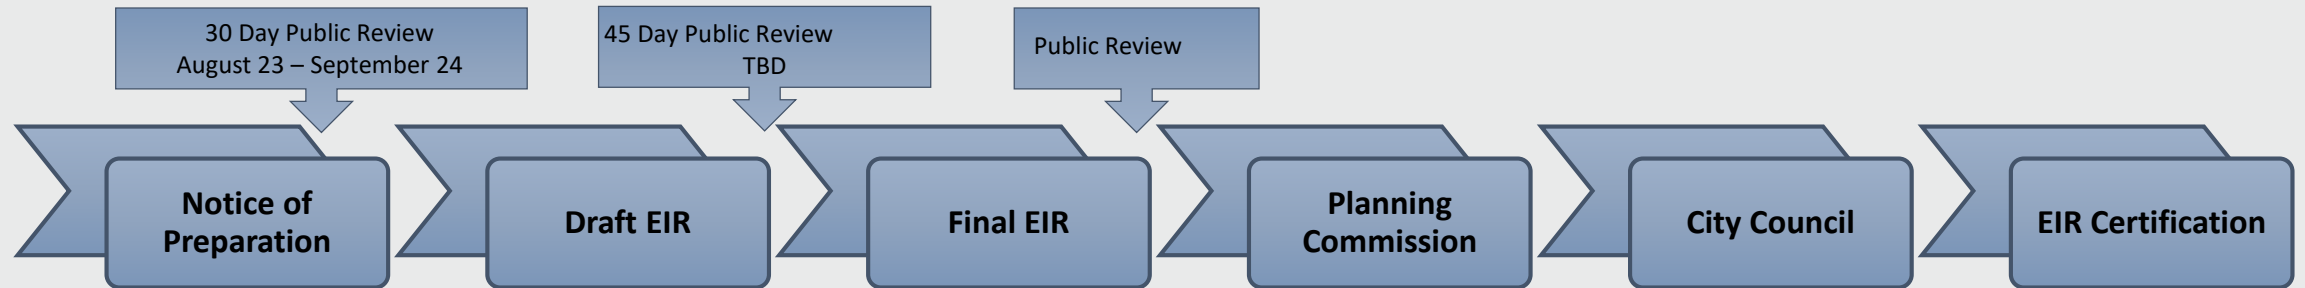 30 Day Public Review
August 23 – September 24
45 Day Public Review
TBD
Public Review
Notice of
Preparation
Draft EIR
Final EIR
Planning
Commission
City Council
EIR Certification